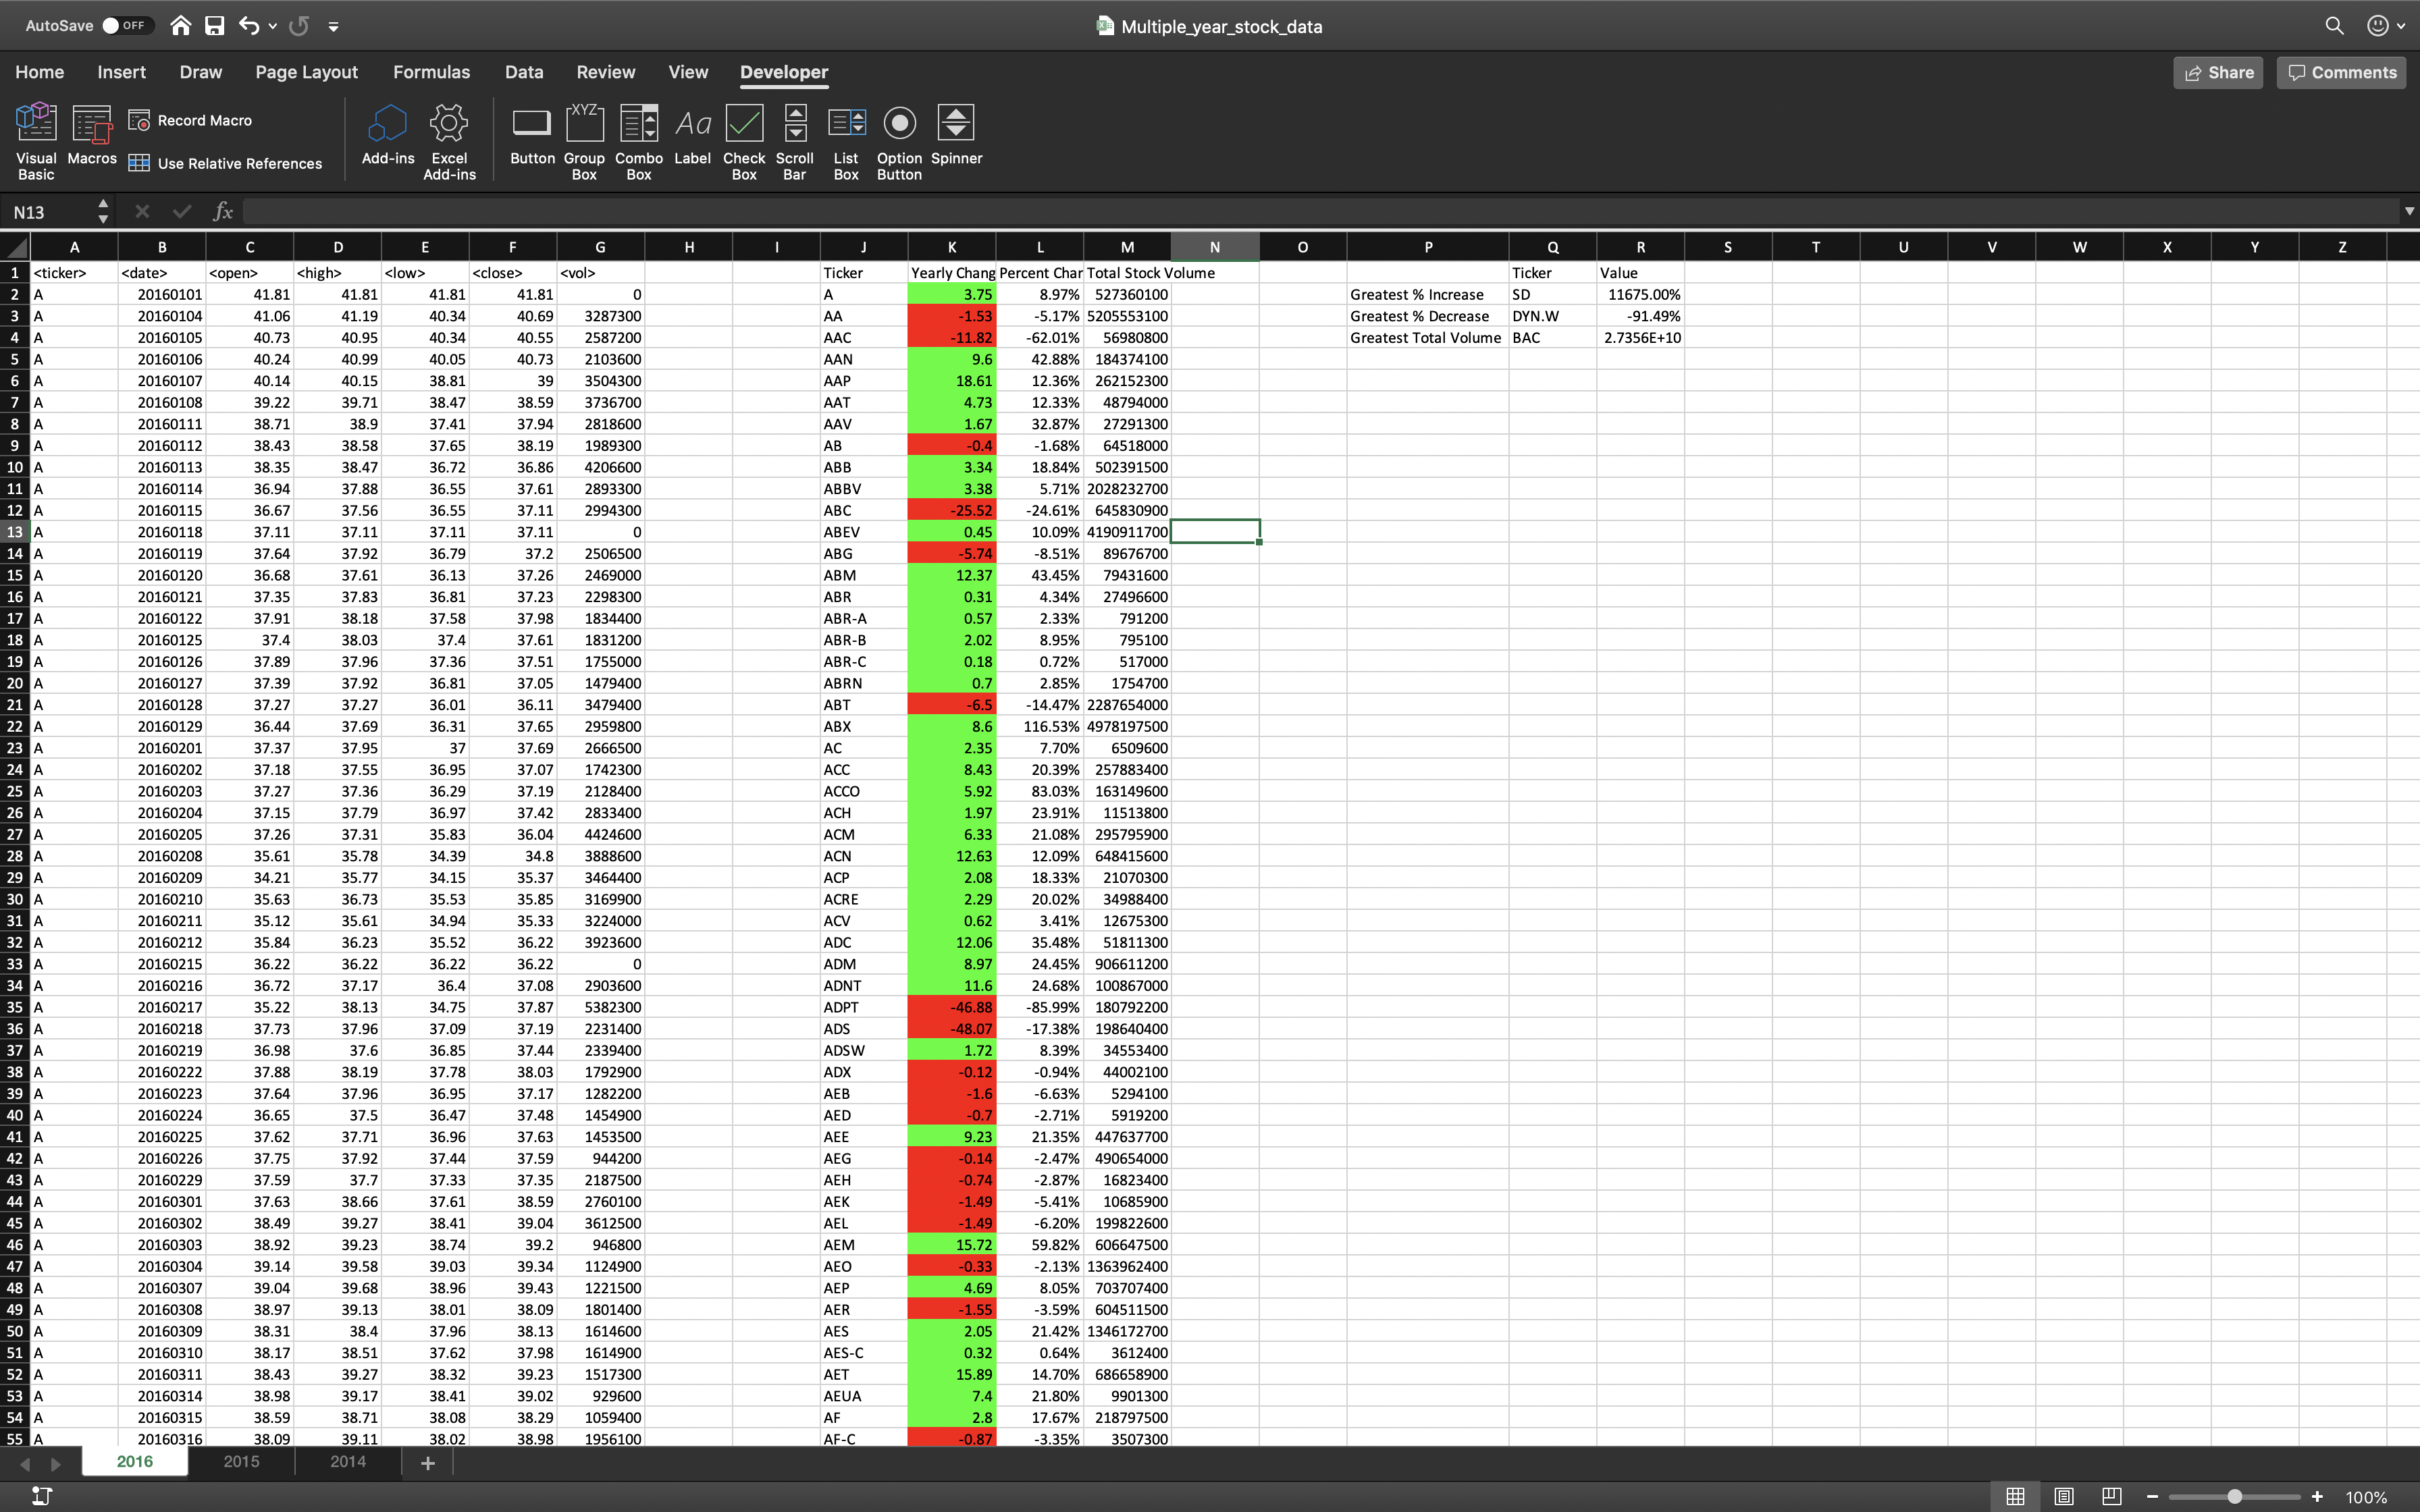 AutoSave OFF Multiple_year_stock_data
Home Insert Draw Page Layout Formulas Data Review View Developer Share Comments
Visual Basic Macros Record Macro Use Relative References Add-ins Excel Add-ins Button Group Box Combo Box Label Check Box Scroll Bar List Box Option Button Spinner
XYZ Aa
N13 fx
A B C D E F G H I J K L M N O P Q R S T U V W X Y Z
1 <ticker> <date> <open> <high> <low> <close> <vol> Ticker Yearly Chang Percent Char Total Stock Volume Ticker Value
2 A 20160101 41.81 41.81 41.81 41.81 0 A 3.75 8.97% 527360100 Greatest % Increase SD 11675.00%
3 A 20160104 41.06 41.19 40.34 40.69 3287300 AA -1.53 -5.17% 5205553100 Greatest % Decrease DYN.W -91.49%
4 A 20160105 40.73 40.95 40.34 40.55 2587200 AAC -11.82 -62.01% 56980800 Greatest Total Volume BAC 2.7356E+10
5 A 20160106 40.24 40.99 40.05 40.73 2103600 AAN 9.6 42.88% 184374100
6 A 20160107 40.14 40.15 38.81 39 3504300 AAP 18.61 12.36% 262152300
7 A 20160108 39.22 39.71 38.47 38.59 3736700 AAT 4.73 12.33% 48794000
8 A 20160111 38.71 38.9 37.41 37.94 2818600 AAV 1.67 32.87% 27291300
9 A 20160112 38.43 38.58 37.65 38.19 1989300 AB -0.4 -1.68% 64518000
10 A 20160113 38.35 38.47 36.72 36.86 4206600 ABB 3.34 18.84% 502391500
11 A 20160114 36.94 37.88 36.55 37.61 2893300 ABBV 3.38 5.71% 2028232700
12 A 20160115 36.67 37.56 36.55 37.11 2994300 ABC -25.52 -24.61% 645830900
13 A 20160118 37.11 37.11 37.11 37.11 0 ABEV 0.45 10.09% 4190911700
14 A 20160119 37.64 37.92 36.79 37.2 2506500 ABG -5.74 -8.51% 89676700
15 A 20160120 36.68 37.61 36.13 37.26 2469000 ABM 12.37 43.45% 79431600
16 A 20160121 37.35 37.83 36.81 37.23 2298300 ABR 0.31 4.34% 27496600
17 A 20160122 37.91 38.18 37.58 37.98 1834400 ABR-A 0.57 2.33% 791200
18 A 20160125 37.4 38.03 37.4 37.61 1831200 ABR-B 2.02 8.95% 795100
19 A 20160126 37.89 37.96 37.36 37.51 1755000 ABR-C 0.18 0.72% 517000
20 A 20160127 37.39 37.92 36.81 37.05 1479400 ABRN 0.7 2.85% 1754700
21 A 20160128 37.27 37.27 36.01 36.11 3479400 ABT -6.5 -14.47% 2287654000
22 A 20160129 36.44 37.69 36.31 37.65 2959800 ABX 8.6 116.53% 4978197500
23 A 20160201 37.37 37.95 37 37.69 2666500 AC 2.35 7.70% 6509600
24 A 20160202 37.18 37.55 36.95 37.07 1742300 ACC 8.43 20.39% 257883400
25 A 20160203 37.27 37.36 36.29 37.19 2128400 ACCO 5.92 83.03% 163149600
26 A 20160204 37.15 37.79 36.97 37.42 2833400 ACH 1.97 23.91% 11513800
27 A 20160205 37.26 37.31 35.83 36.04 4424600 ACM 6.33 21.08% 295795900
28 A 20160208 35.61 35.78 34.39 34.8 3888600 ACN 12.63 12.09% 648415600
29 A 20160209 34.21 35.77 34.15 35.37 3464400 ACP 2.08 18.33% 21070300
30 A 20160210 35.63 36.73 35.53 35.85 3169900 ACRE 2.29 20.02% 34988400
31 A 20160211 35.12 35.61 34.94 35.33 3224000 ACV 0.62 3.41% 12675300
32 A 20160212 35.84 36.23 35.52 36.22 3923600 ADC 12.06 35.48% 51811300
33 A 20160215 36.22 36.22 36.22 36.22 0 ADM 8.97 24.45% 906611200
34 A 20160216 36.72 37.17 36.4 37.08 2903600 ADNT 11.6 24.68% 100867000
35 A 20160217 35.22 38.13 34.75 37.87 5382300 ADPT -46.88 -85.99% 180792200
36 A 20160218 37.73 37.96 37.09 37.19 2231400 ADS -48.07 -17.38% 198640400
37 A 20160219 36.98 37.6 36.85 37.44 2339400 ADSW 1.72 8.39% 34553400
38 A 20160222 37.88 38.19 37.78 38.03 1792900 ADX -0.12 -0.94% 44002100
39 A 20160223 37.64 37.96 36.95 37.17 1282200 AEB -1.6 -6.63% 5294100
40 A 20160224 36.65 37.5 36.47 37.48 1454900 AED -0.7 -2.71% 5919200
41 A 20160225 37.62 37.71 36.96 37.63 1453500 AEE 9.23 21.35% 447637700
42 A 20160226 37.75 37.92 37.44 37.59 944200 AEG -0.14 -2.47% 490654000
43 A 20160229 37.59 37.7 37.33 37.35 2187500 AEH -0.74 -2.87% 16823400
44 A 20160301 37.63 38.66 37.61 38.59 2760100 AEK -1.49 -5.41% 10685900
45 A 20160302 38.49 39.27 38.41 39.04 3612500 AEL -1.49 -6.20% 199822600
46 A 20160303 38.92 39.23 38.74 39.2 946800 AEM 15.72 59.82% 606647500
47 A 20160304 39.14 39.58 39.03 39.34 1124900 AEO -0.33 -2.13% 1363962400
48 A 20160307 39.04 39.68 38.96 39.43 1221500 AEP 4.69 8.05% 703707400
49 A 20160308 38.97 39.13 38.01 38.09 1801400 AER -1.55 -3.59% 604511500
50 A 20160309 38.31 38.4 37.96 38.13 1614600 AES 2.05 21.42% 1346172700
51 A 20160310 38.17 38.51 37.62 37.98 1614900 AES-C 0.32 0.64% 3612400
52 A 20160311 38.43 39.27 38.32 39.23 1517300 AET 15.89 14.70% 686658900
53 A 20160314 38.98 39.17 38.41 39.02 929600 AEUA 7.4 21.80% 9901300
54 A 20160315 38.59 38.71 38.08 38.29 1059400 AF 2.8 17.67% 218797500
55 A 20160316 38.09 39.11 38.02 38.98 1956100 AF-C -0.87 -3.35% 3507300
2016 2015 2014
100%